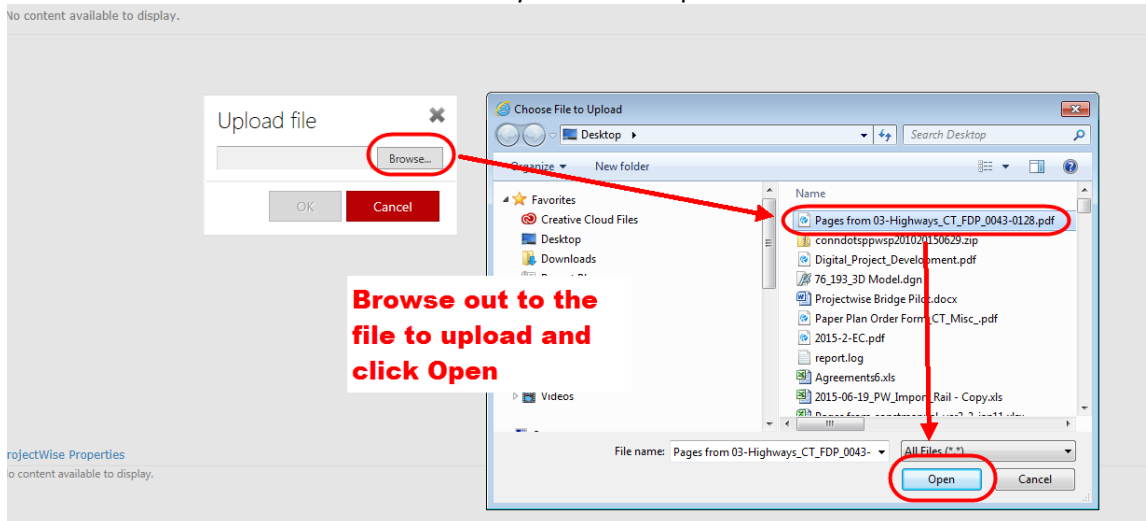 No content available to display.
Upload file
Browse...
OK
Cancel
Browse out to the
file to upload and
click Open
Choose File to Upload
Desktop
Search Desktop
Organize
New folder
Favorites
Creative Cloud Files
Desktop
Downloads
Videos
Name
Pages from 03-Highways_CT_FDP_0043-0128.pdf
conndotsppwsp201020150629.zip
Digital_Project_Development.pdf
76_193_3D Model.dgn
Projectwise Bridge Pilot.docx
Paper Plan Order Form_CT_Misc_.pdf
2015-2-EC.pdf
report.log
Agreements6.xls
2015-06-19_PW_Import_Rail - Copy.xls
File name:
Pages from 03-Highways_CT_FDP_0043-
All Files (*.*)
Open
Cancel
rojectWise Properties
o content available to display.